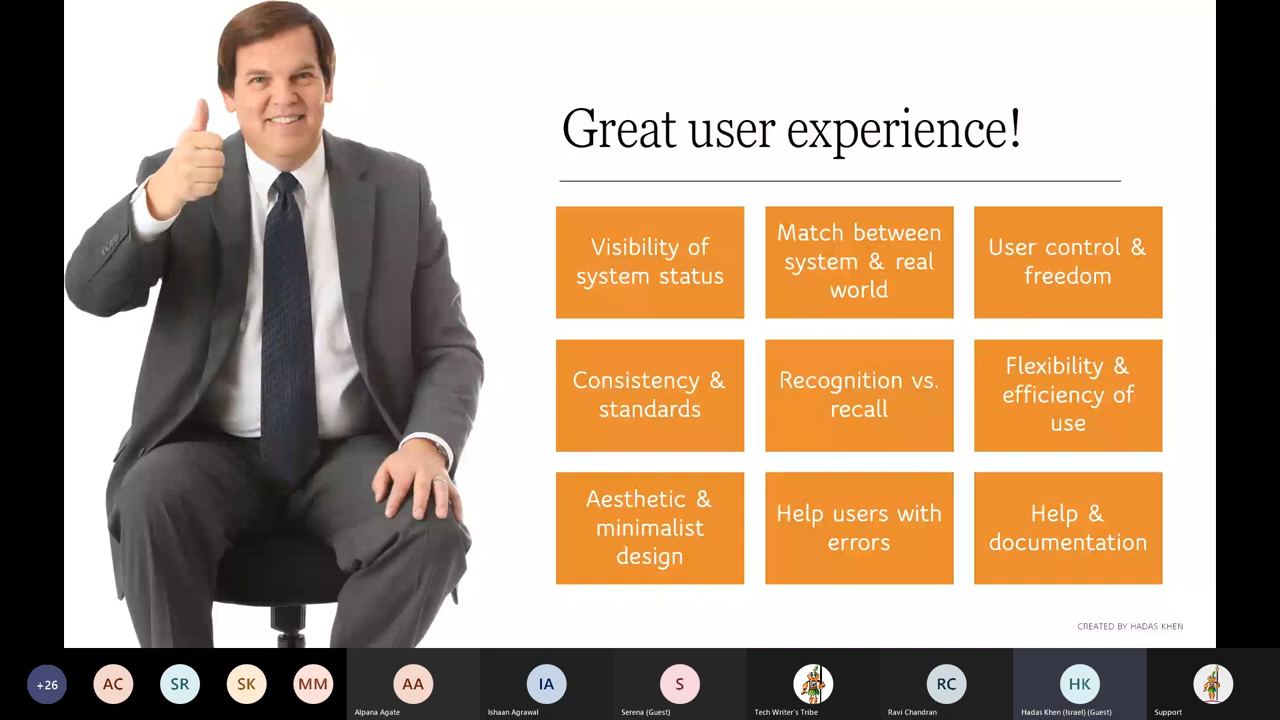 Great user experience!
Visibility of
system status
Match between
system & real
world
User control &
freedom
Consistency &
standards
Recognition vs.
recall
Flexibility &
efficiency of
use
Aesthetic &
minimalist
design
Help users with
errors
Help &
documentation
CREATED BY HADAS KHEN
+26
AC
SR
SK
MM
AA
Alpana Agate
IA
Ishaan Agrawal
S
Serena (Guest)
Tech Writer's Tribe
RC
Ravi Chandran
HK
Hadas Khen (Israel) (Guest)
Support